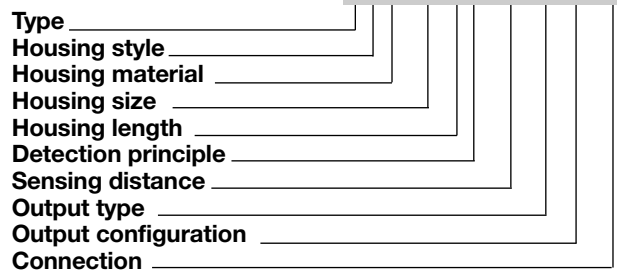 Type
Housing style
Housing material
Housing size
Housing length
Detection principle
Sensing distance
Output type
Output configuration
Connection